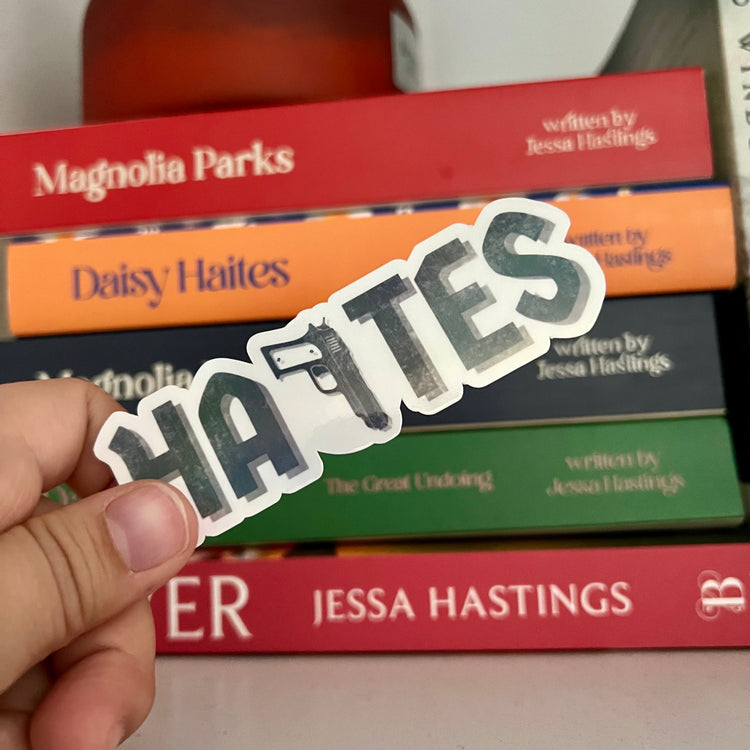 Magnolia Parks
written by
Jessa Hastings
Daisy Haites
written by
Hastings
HAITES
Magnolia
written by
Jessa Hastings
The Great Undoing
written by
Jessa Hastings
ER JESSA HASTINGS B